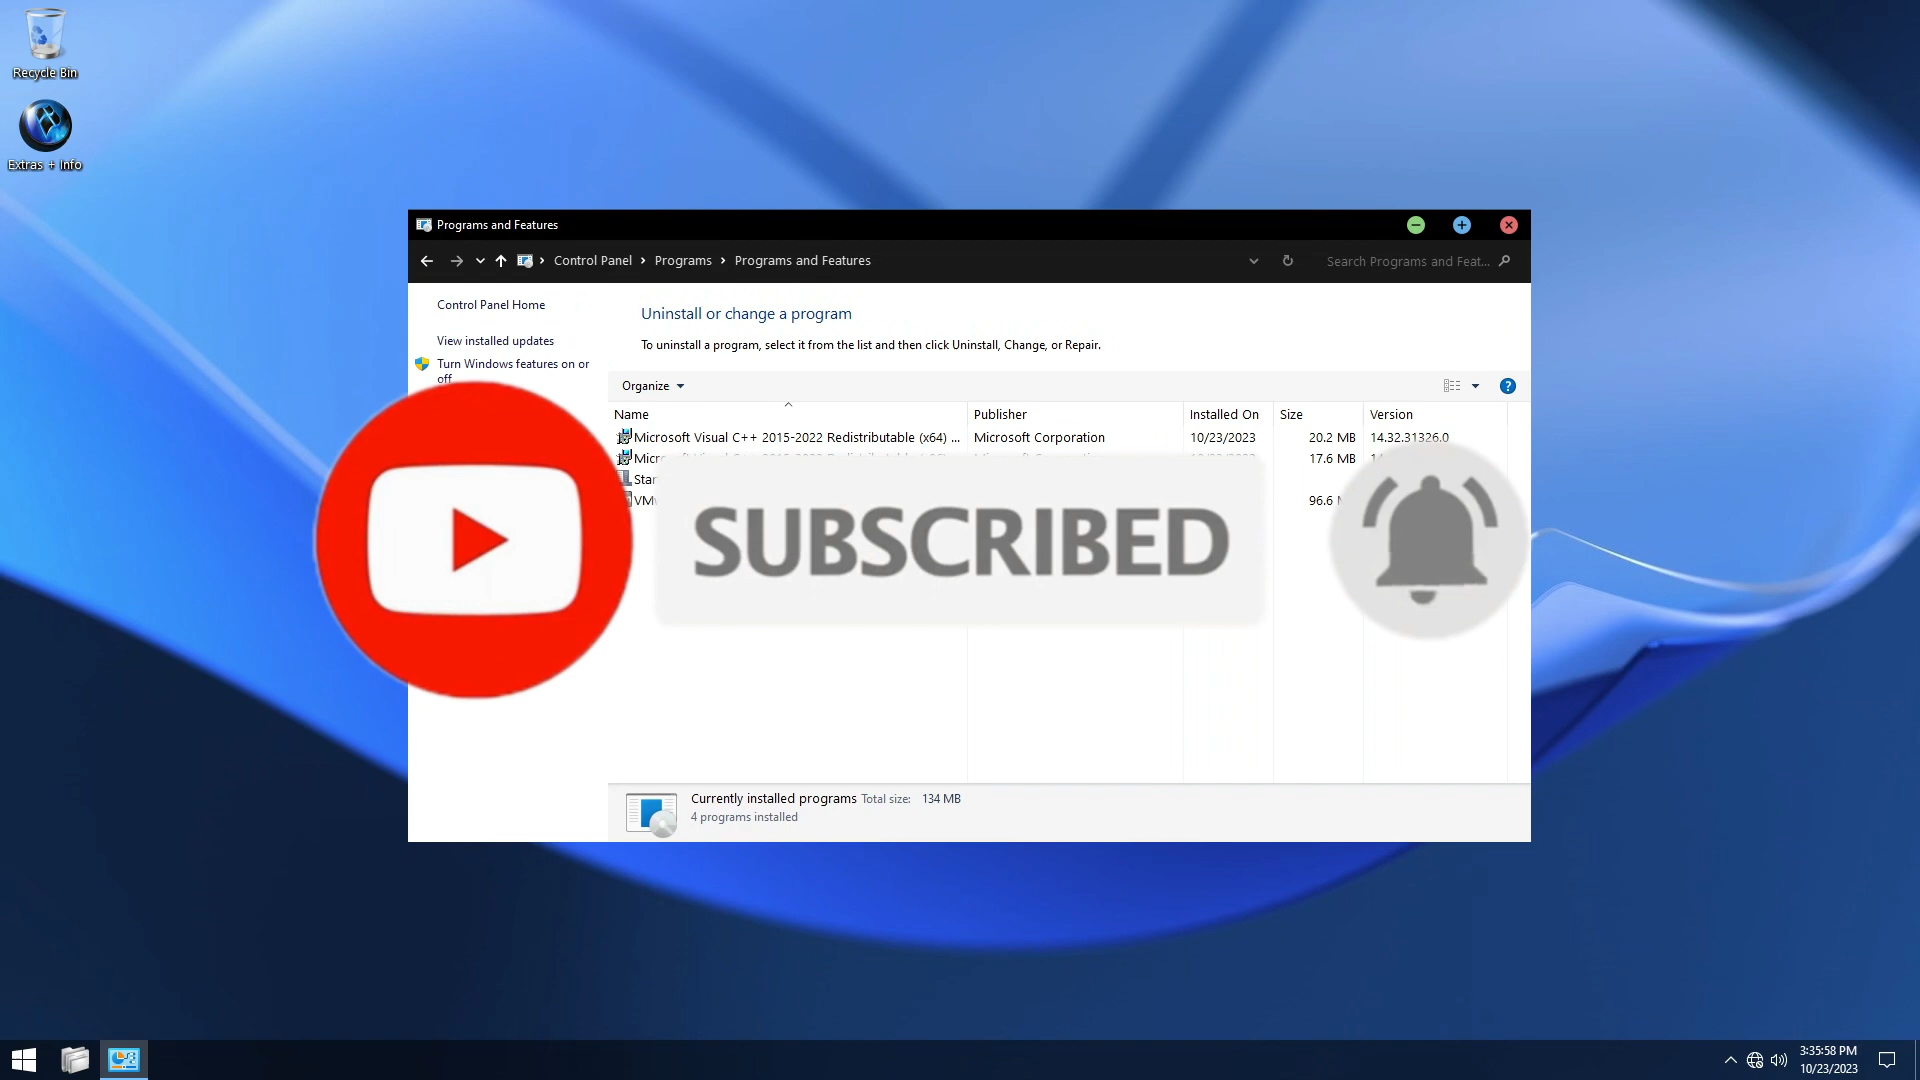 Recycle Bin
Extras + Info
Programs and Features
Control Panel > Programs > Programs and Features
Search Programs and Feat...
Control Panel Home
View installed updates
Turn Windows features on or
off
Uninstall or change a program
To uninstall a program, select it from the list and then click Uninstall, Change, or Repair.
Organize
Name Publisher Installed On Size Version
Microsoft Visual C++ 2015-2022 Redistributable (x64) ... Microsoft Corporation 10/23/2023 20.2 MB 14.32.31326.0
17.6 MB
96.6
SUBSCRIBED
Currently installed programs Total size: 134 MB
4 programs installed
3:35:58 PM
10/23/2023